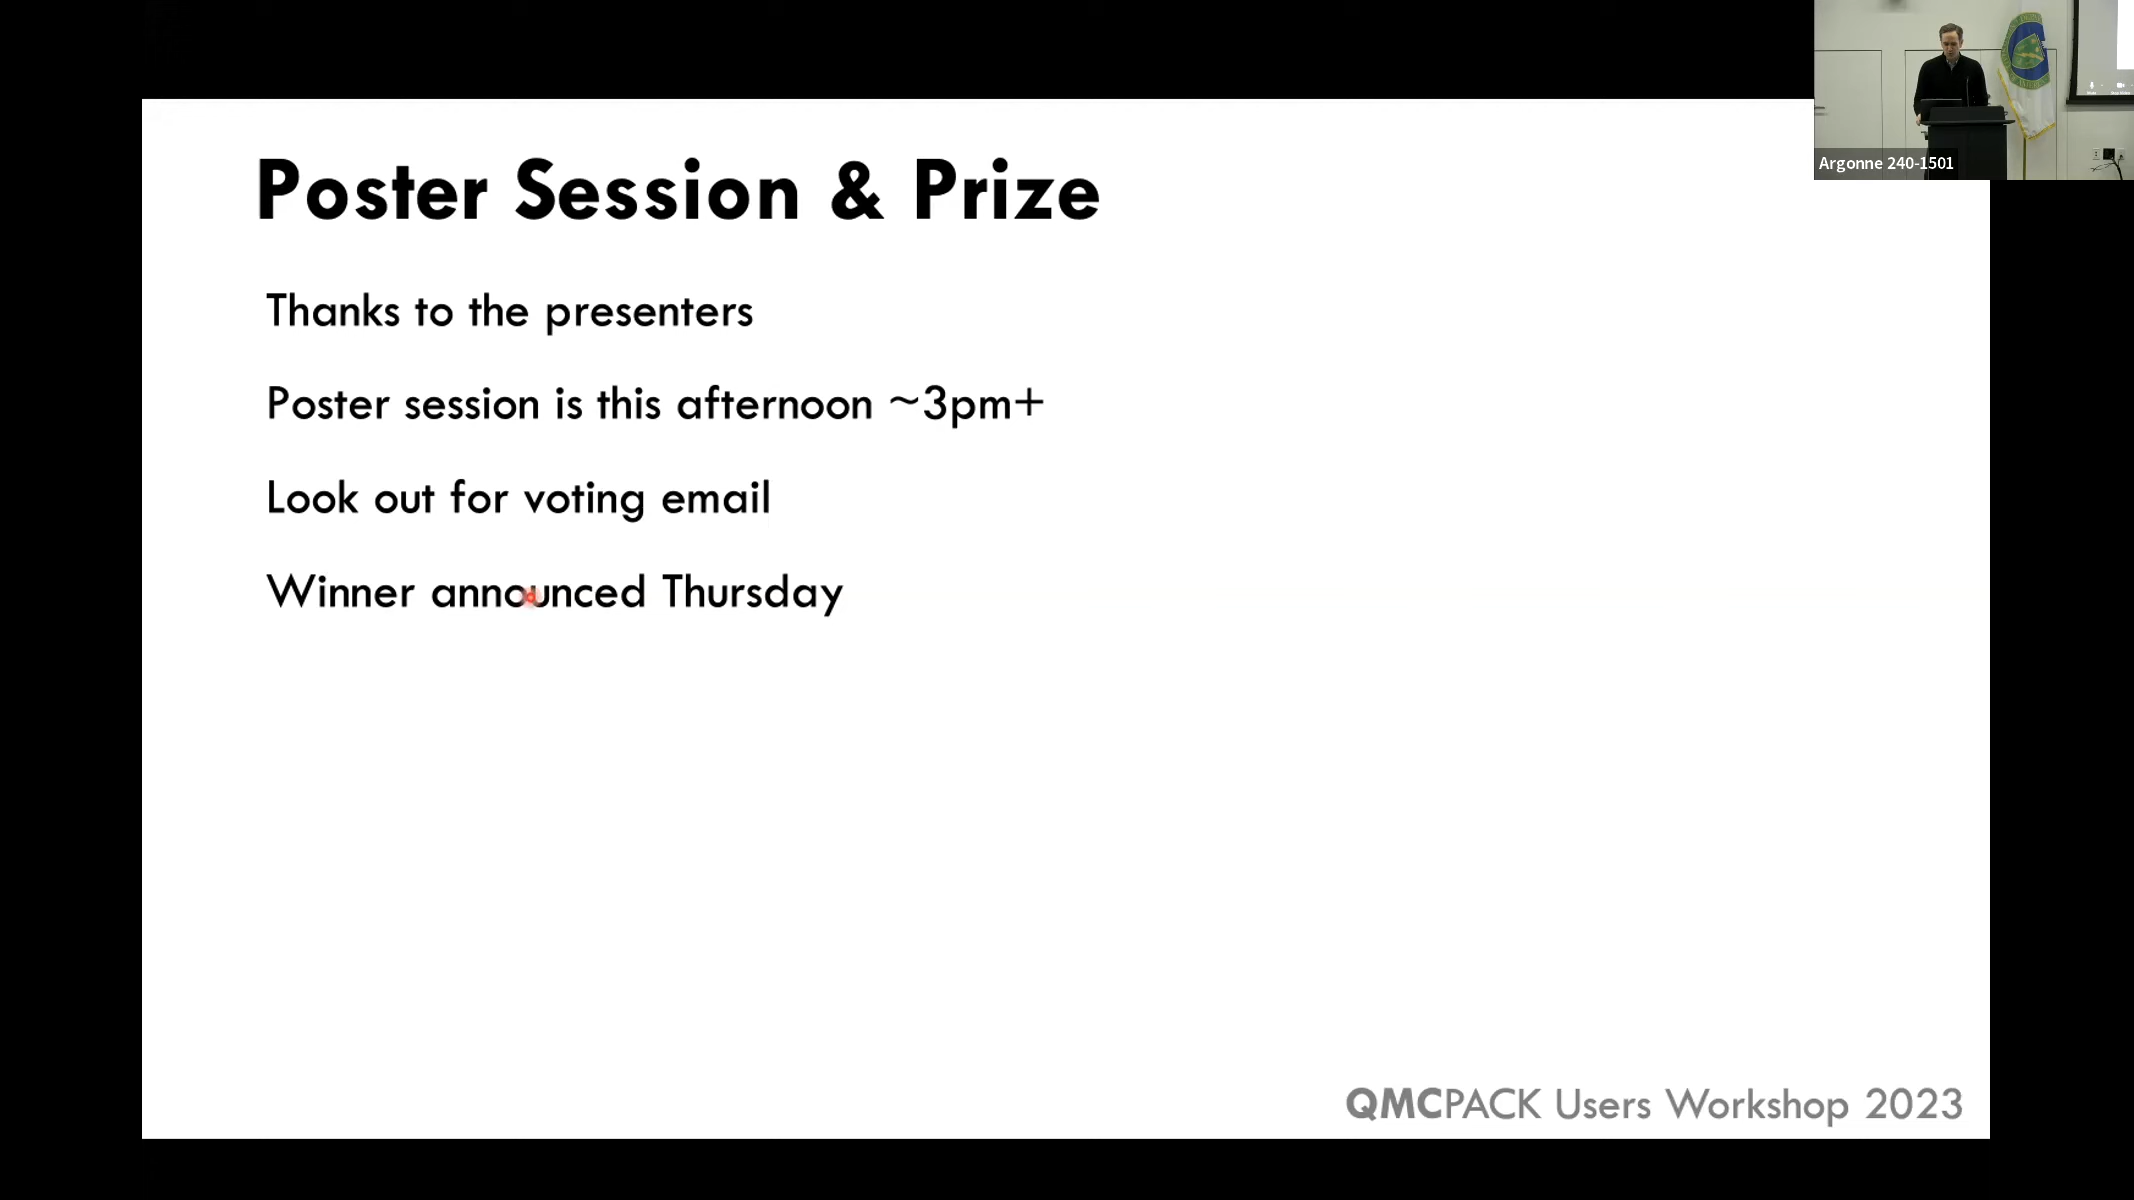 Poster Session & Prize
Thanks to the presenters
Poster session is this afternoon ~3pm+
Look out for voting email
Winner announced Thursday
QMCPACK Users Workshop 2023
Argonne 240-1501